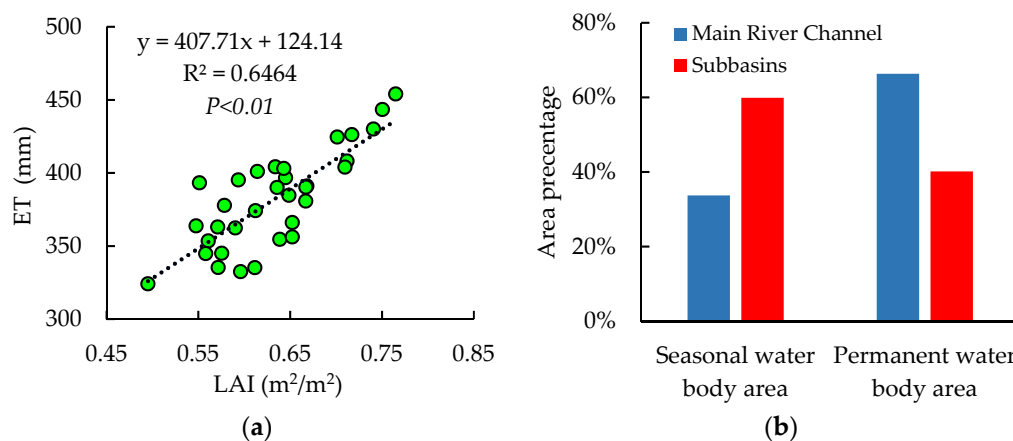 500
450
400
350
300
ET (mm)
y = 407.71x + 124.14
R² = 0.6464
P<0.01
0.45 0.55 0.65 0.75 0.85
LAI (m²/m²)
(a)
80%
60%
40%
20%
0%
Area precentage
Main River Channel
Subbasins
Seasonal water
body area
Permanent water
body area
(b)